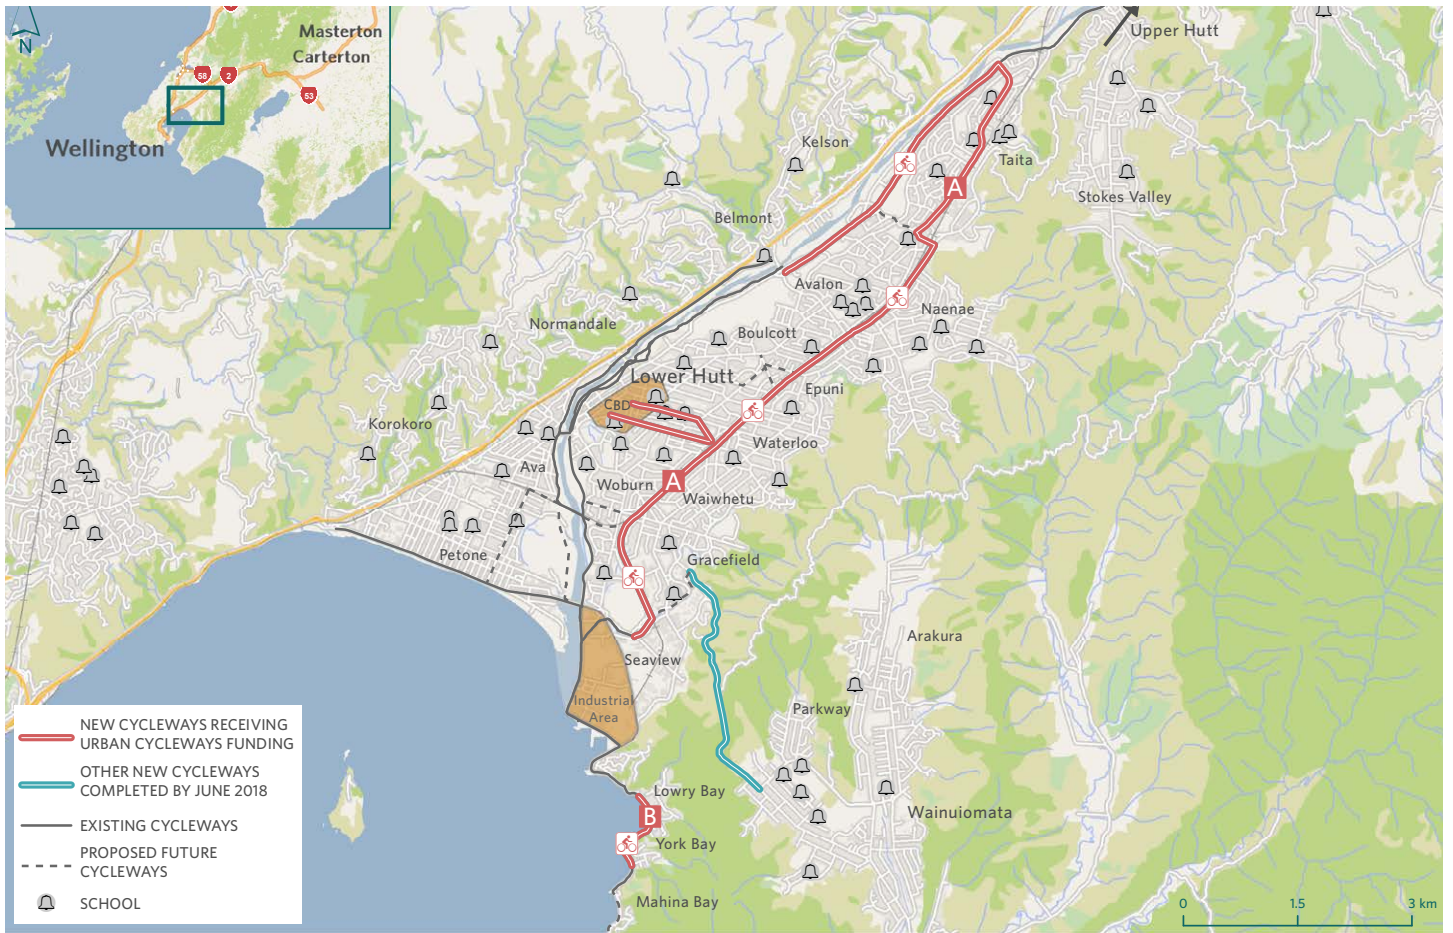 N
Masterton
Carterton
58
2
53
Wellington
Upper Hutt
Kelson
Taita
A
Stokes Valley
Belmont
Avalon
Naenae
Normandale
Boulcott
Lower Hutt
Epuni
CBD
Korokoro
Waterloo
Ava
Woburn
A
Waiwhetu
Petone
Gracefield
Arakura
Seaview
Industrial
Area
Parkway
Lowry Bay
B
York Bay
Wainuiomata
Mahina Bay
NEW CYCLEWAYS RECEIVING
URBAN CYCLEWAYS FUNDING
OTHER NEW CYCLEWAYS
COMPLETED BY JUNE 2018
EXISTING CYCLEWAYS
PROPOSED FUTURE
CYCLEWAYS
SCHOOL
0 1.5 3 km